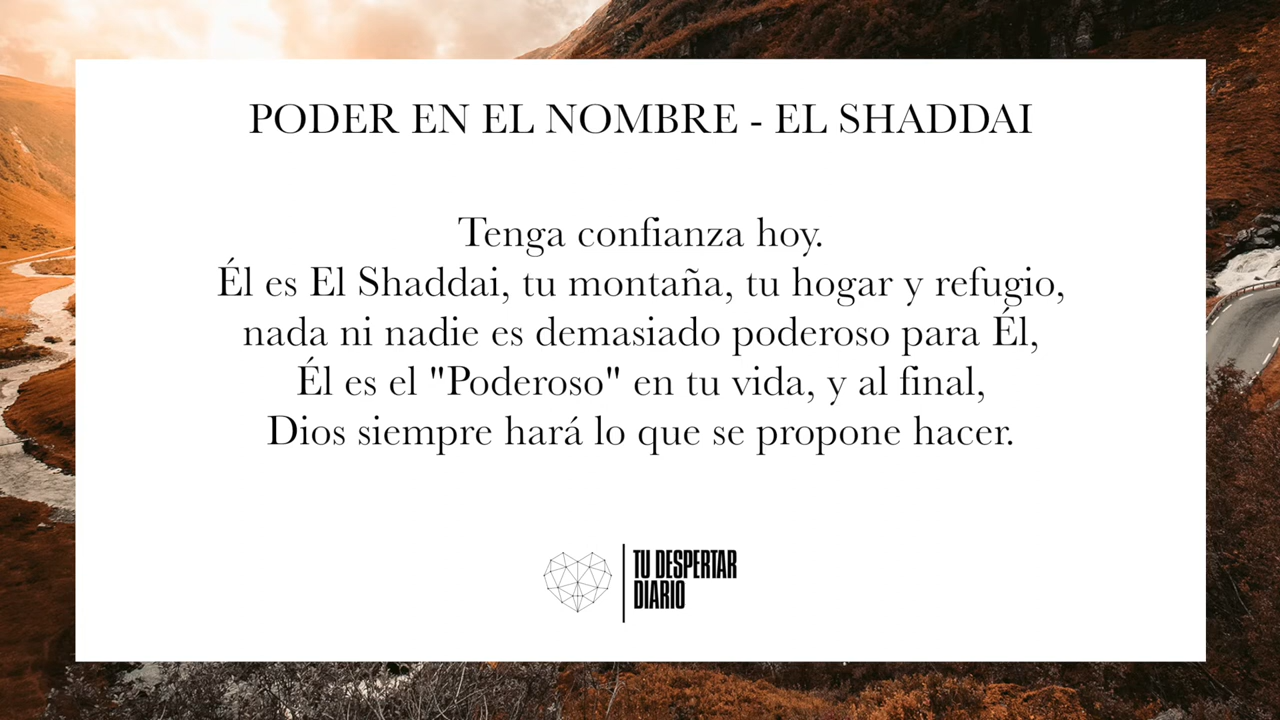 PODER EN EL NOMBRE - EL SHADDAI
Tenga confianza hoy.
Él es El Shaddai, tu montaña, tu hogar y refugio,
nada ni nadie es demasiado poderoso para Él,
Él es el "Poderoso" en tu vida, y al final,
Dios siempre hará lo que se propone hacer.
TU DESPERTAR
DIARIO